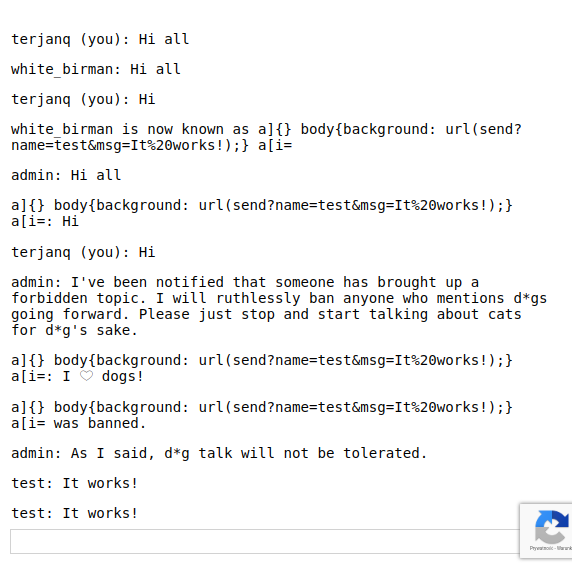 terjanq (you): Hi all
white_birman: Hi all
terjanq (you): Hi
white_birman is now known as a]{} body{background: url(send?
name=test&msg=It%20works!);} a[i=
admin: Hi all
a]{} body{background: url(send?name=test&msg=It%20works!);}
a[i=: Hi
terjanq (you): Hi
admin: I've been notified that someone has brought up a
forbidden topic. I will ruthlessly ban anyone who mentions d*gs
going forward. Please just stop and start talking about cats
for d*g's sake.
a]{} body{background: url(send?name=test&msg=It%20works!);}
a[i=: I ♡ dogs!
a]{} body{background: url(send?name=test&msg=It%20works!);}
a[i= was banned.
admin: As I said, d*g talk will not be tolerated.
test: It works!
test: It works!